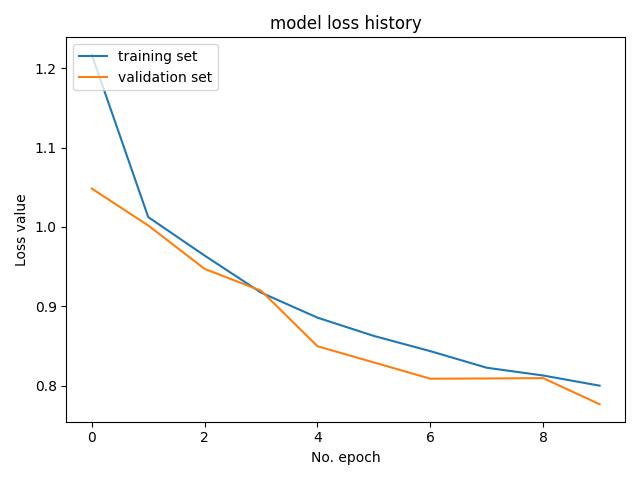 model loss history
training set
validation set
1.2
1.1
1.0
0.9
0.8
Loss value
0 2 4 6 8
No. epoch